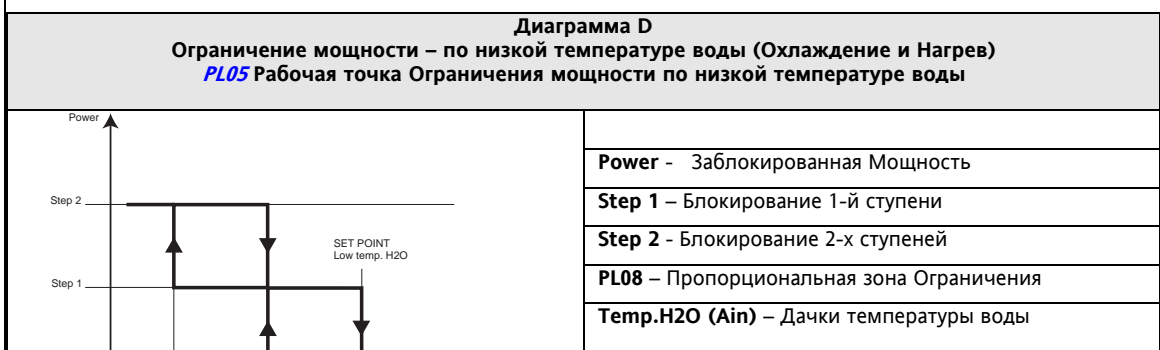 Диаграмма D
Ограничение мощности – по низкой температуре воды (Охлаждение и Нагрев)
PL05 Рабочая точка Ограничения мощности по низкой температуре воды
Power
Step 2
SET POINT
Low temp. H2O
Step 1
Power - Заблокированная Мощность
Step 1 – Блокирование 1-й ступени
Step 2 - Блокирование 2-х ступеней
PL08 – Пропорциональная зона Ограничения
Temp.H2O (Ain) – Дачки температуры воды